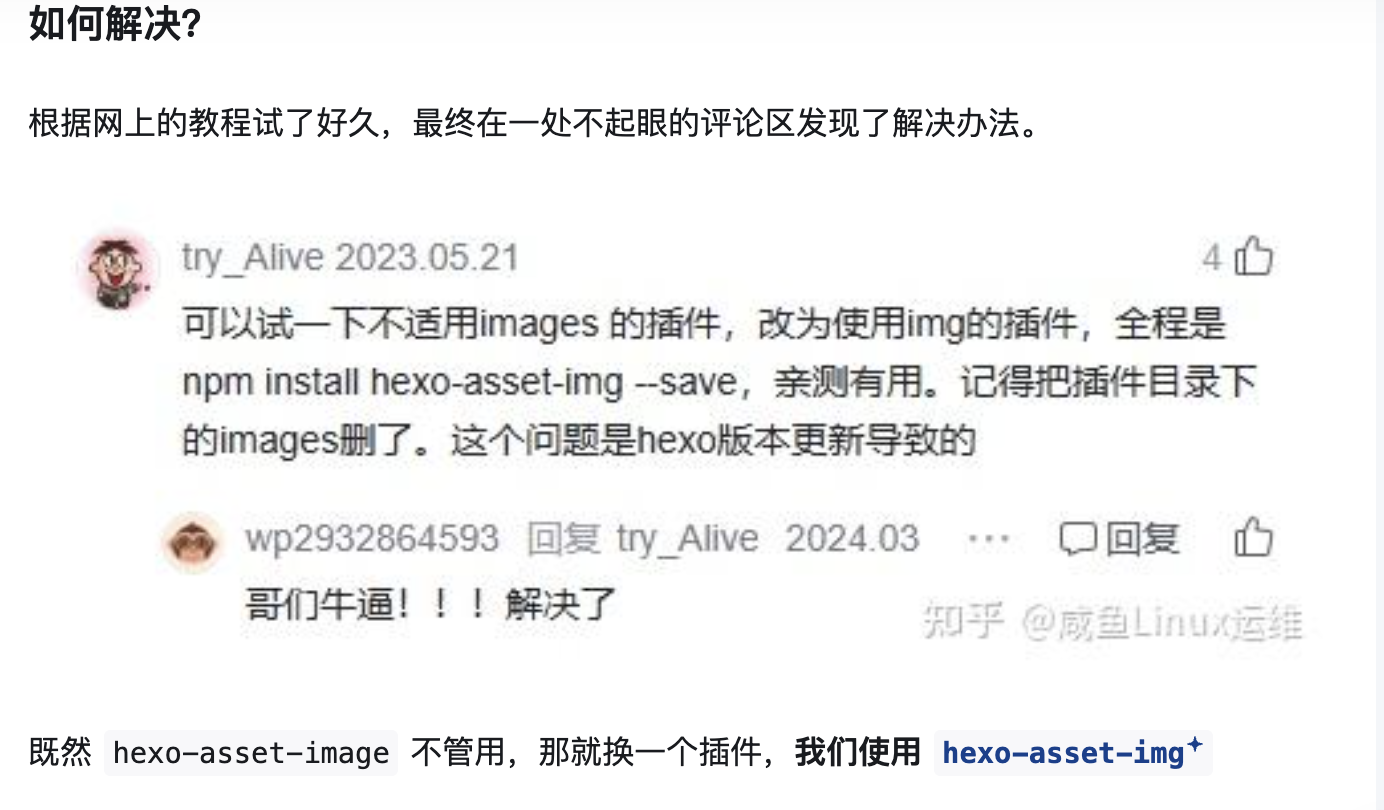 如何解决?
根据网上的教程试了好久，最终在一处不起眼的评论区发现了解决办法。
try_Alive 2023.05.21
4
可以试一下不适用images 的插件，改为使用img的插件，全程是
npm install hexo-asset-img --save，亲测有用。记得把插件目录下
的images删了。这个问题是hexo版本更新导致的
wp2932864593 回复 try_Alive 2024.03 ··· 回复
哥们牛逼！！！解决了
知乎 @咸鱼Linux运维
既然 hexo-asset-image 不管用，那就换一个插件，我们使用 hexo-asset-img